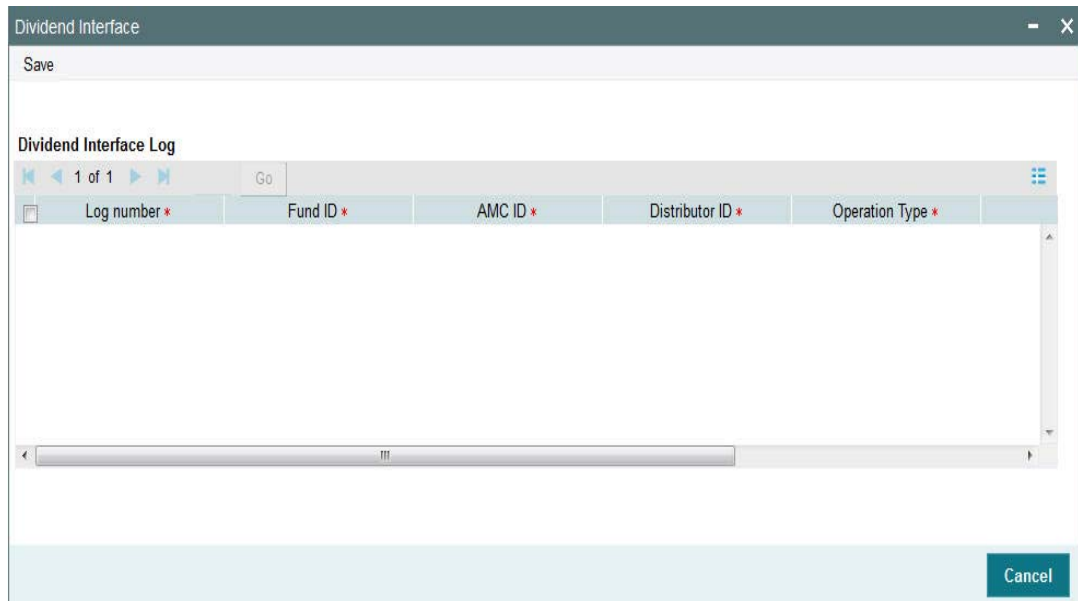 Dividend Interface
Save
Dividend Interface Log
1 of 1 Go
Log number * Fund ID * AMC ID * Distributor ID * Operation Type *
Cancel